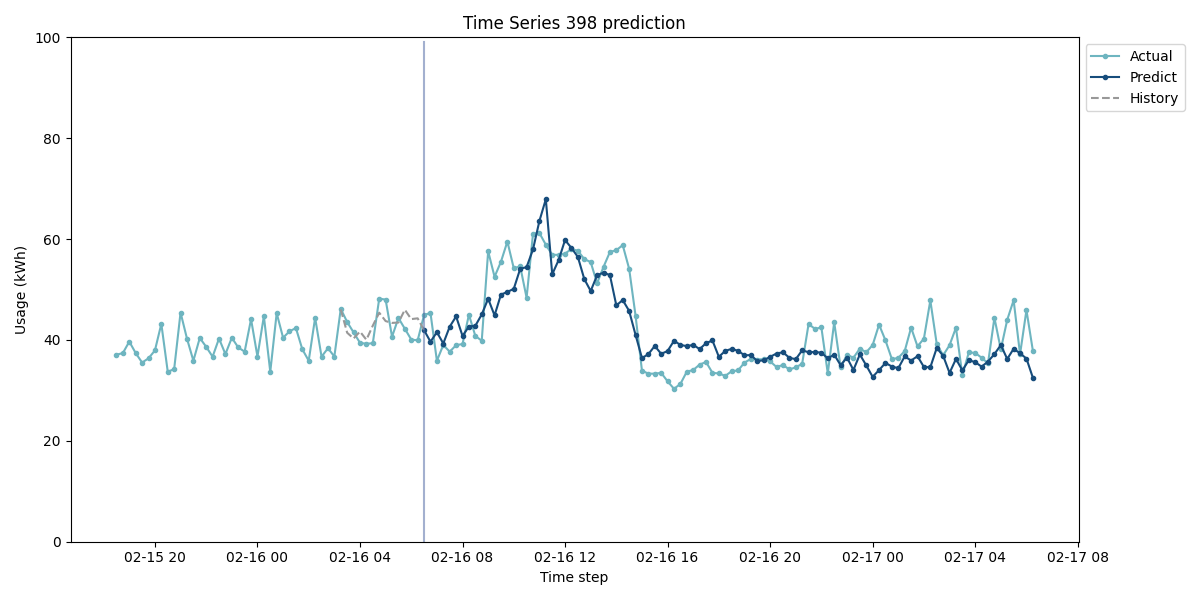 Time Series 398 prediction
Usage (kWh)
100
80
60
40
20
0
02-15 20
02-16 00
02-16 04
02-16 08
02-16 12
02-16 16
02-16 20
02-17 00
02-17 04
02-17 08
Time step
Actual
Predict
History